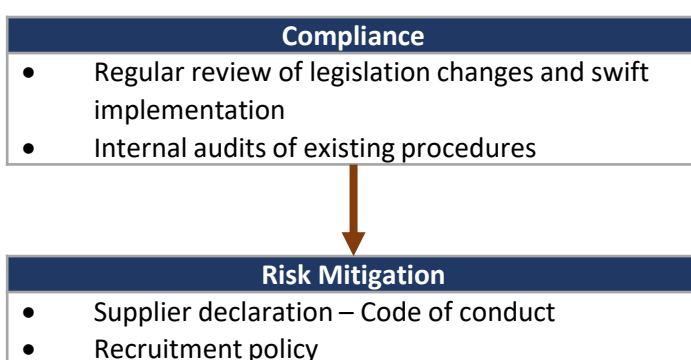 Compliance
• Regular review of legislation changes and swift
implementation
• Internal audits of existing procedures
Risk Mitigation
• Supplier declaration – Code of conduct
• Recruitment policy